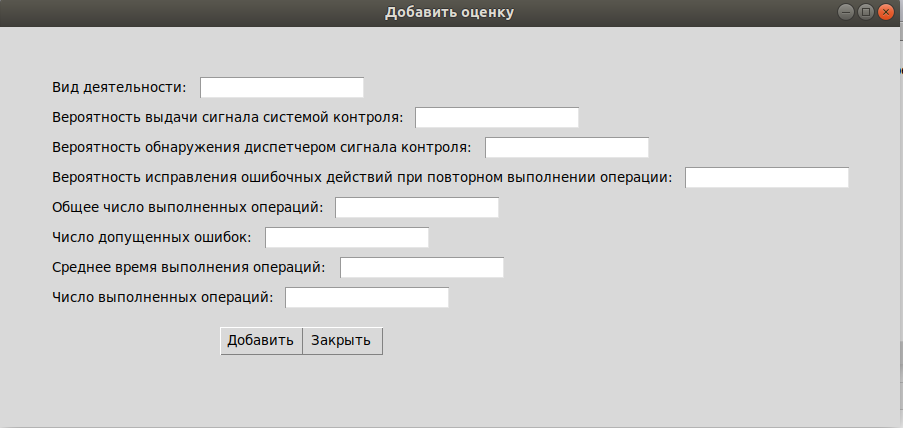 Добавить оценку
Вид деятельности:
Вероятность выдачи сигнала системой контроля:
Вероятность обнаружения диспетчером сигнала контроля:
Вероятность исправления ошибочных действий при повторном выполнении операции:
Общее число выполненных операций:
Число допущенных ошибок:
Среднее время выполнения операций:
Число выполненных операций:
Добавить Закрыть